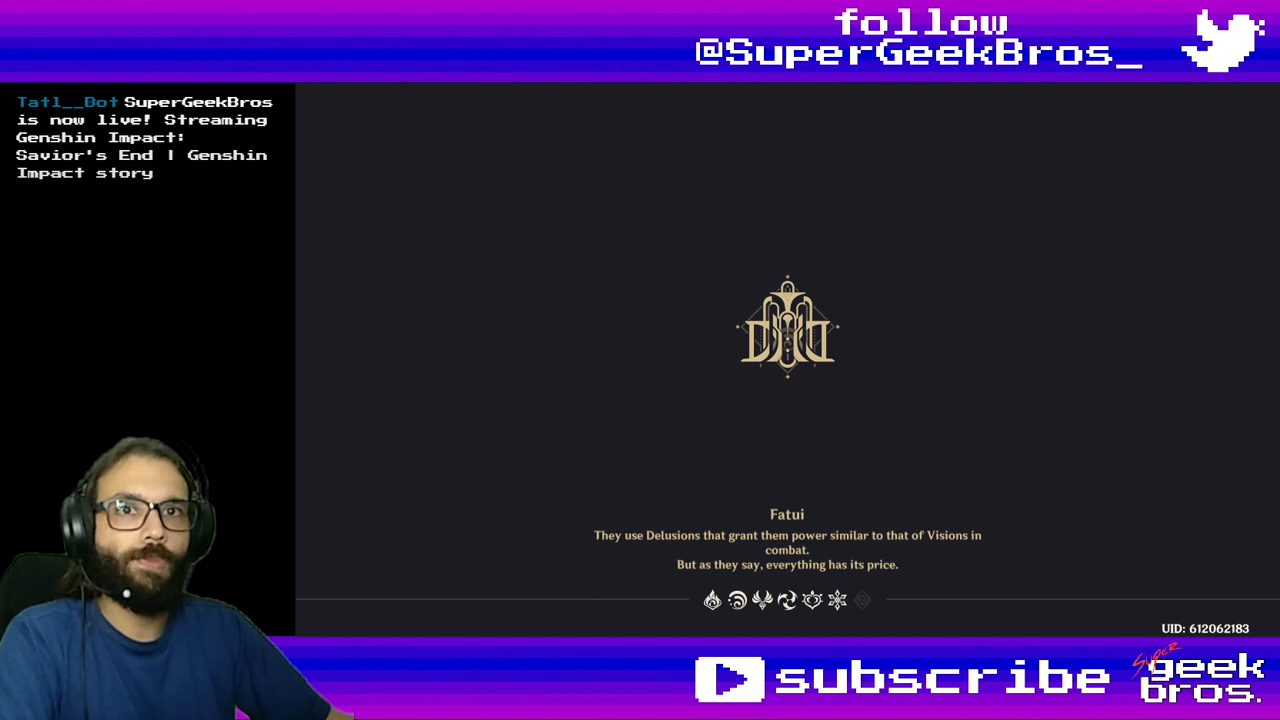 follow
@SuperGeekBros_
Tatl__Bot SuperGeekBros
is now live! Streaming
Genshin Impact:
Savior's End | Genshin
Impact story
Fatui
They use Delusions that grant them power similar to that of Visions in
combat.
But as they say, everything has its price.
UID: 612062183
subscribe
SUPER
geek
bros.